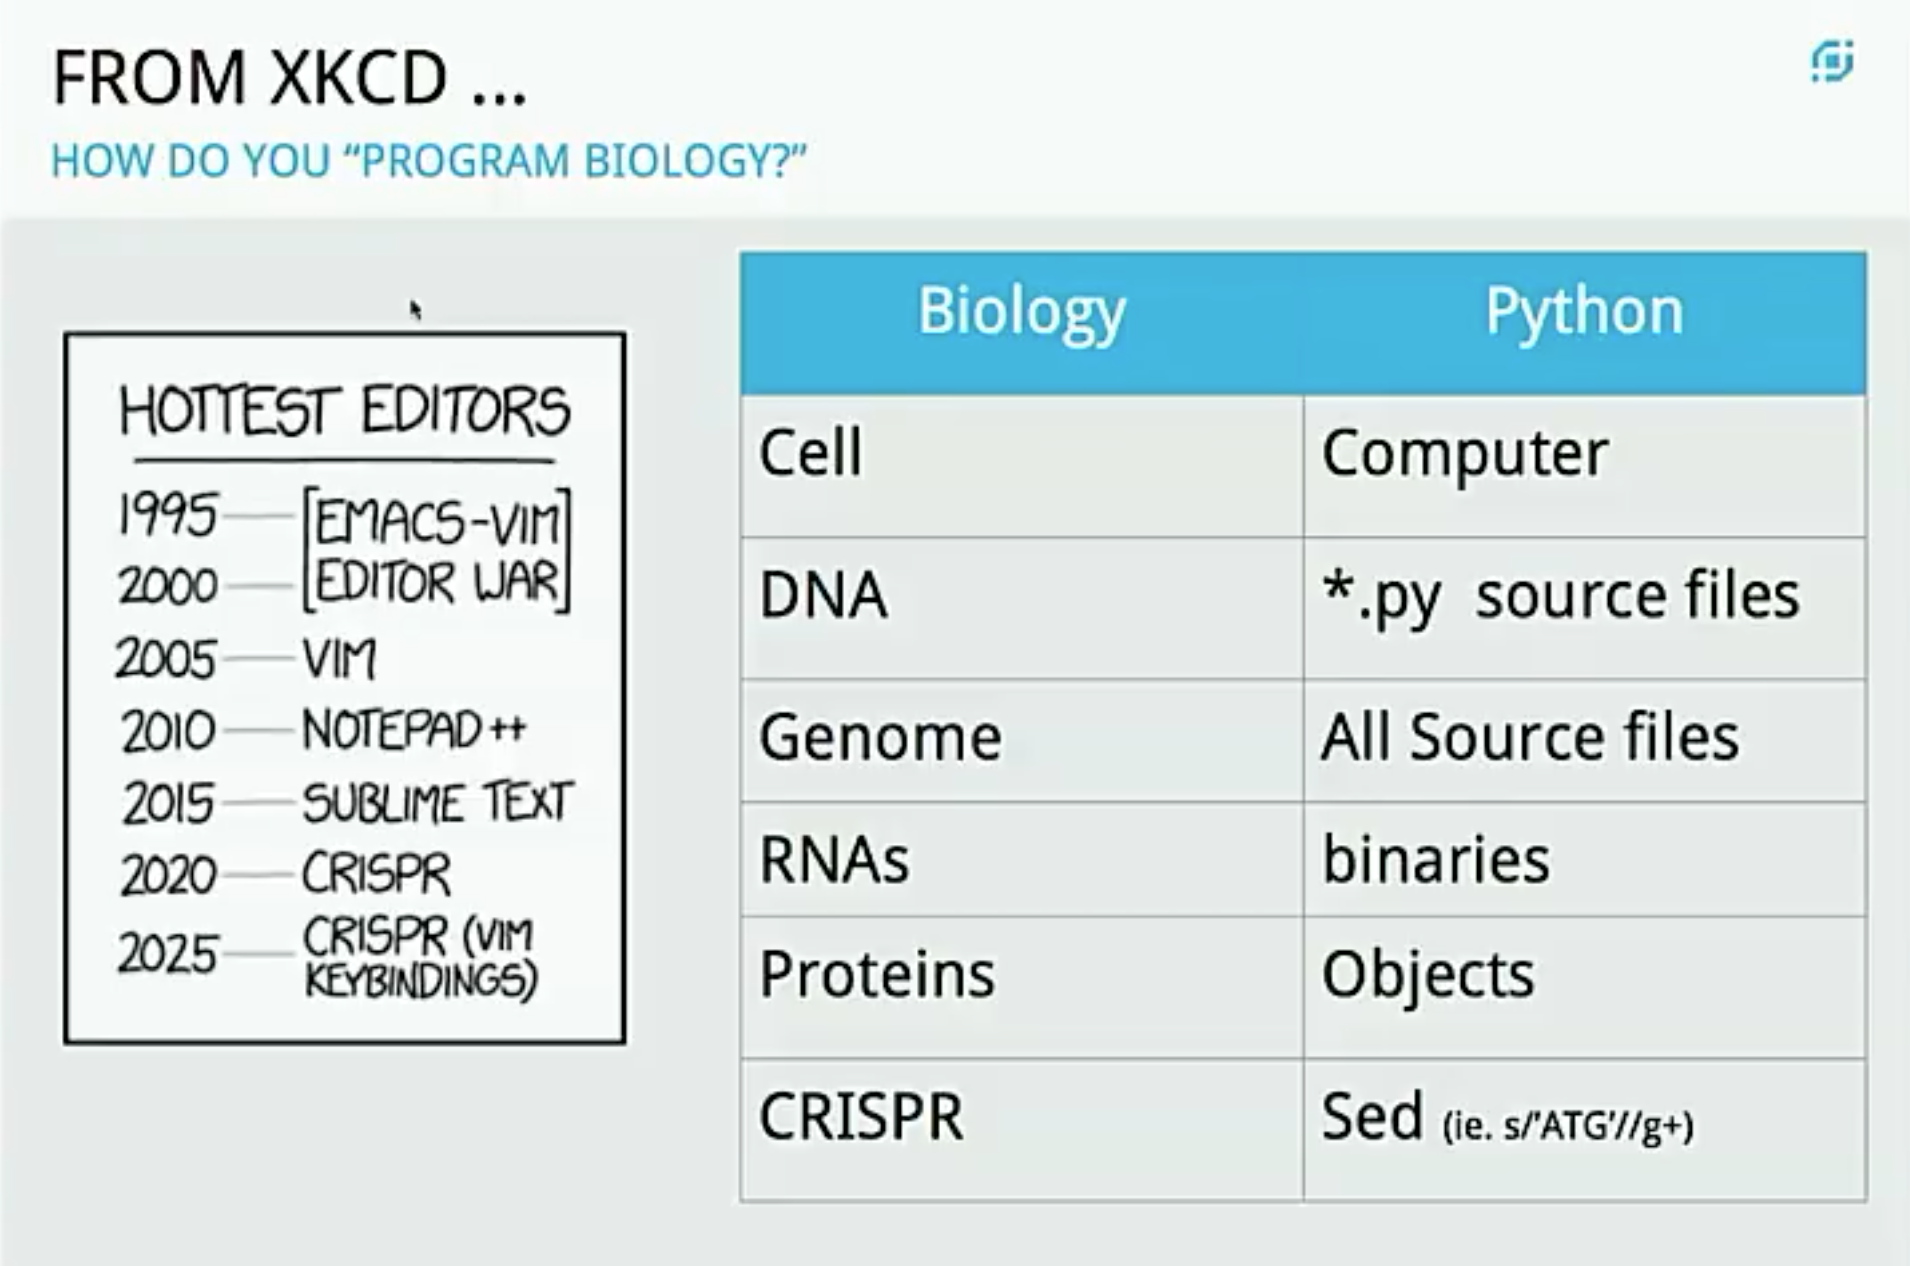 FROM XKCD ...
HOW DO YOU “PROGRAM BIOLOGY?”
HOTTEST EDITORS
1995 [EMACS-VIM
2000 EDITOR WAR]
2005 VIM
2010 NOTEPAD++
2015 SUBLIME TEXT
2020 CRISPR
2025 CRISPR (VIM
KEYBINDINGS)
Biology Python
Cell Computer
DNA *.py source files
Genome All Source files
RNAs binaries
Proteins Objects
CRISPR Sed (ie. s/'ATG'//g+)